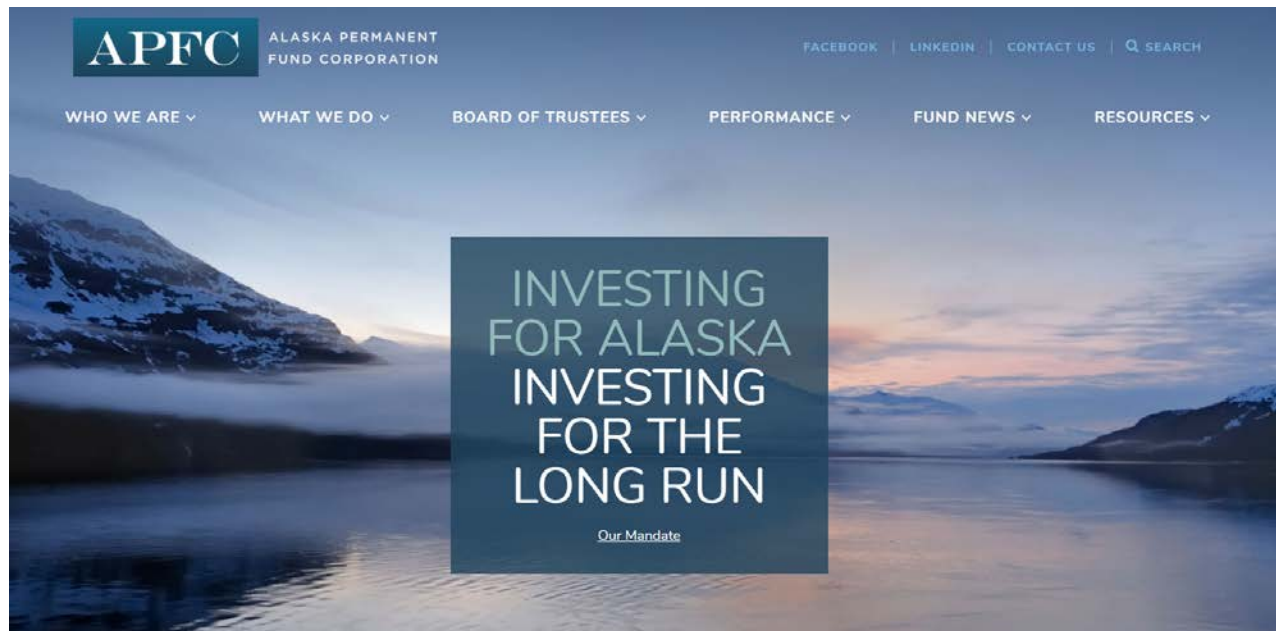 APFC
ALASKA PERMANENT
FUND CORPORATION
FACEBOOK | LINKEDIN | CONTACT US | SEARCH
WHO WE ARE WHAT WE DO BOARD OF TRUSTEES PERFORMANCE FUND NEWS RESOURCES
INVESTING
FOR ALASKA
INVESTING
FOR THE
LONG RUN
Our Mandate